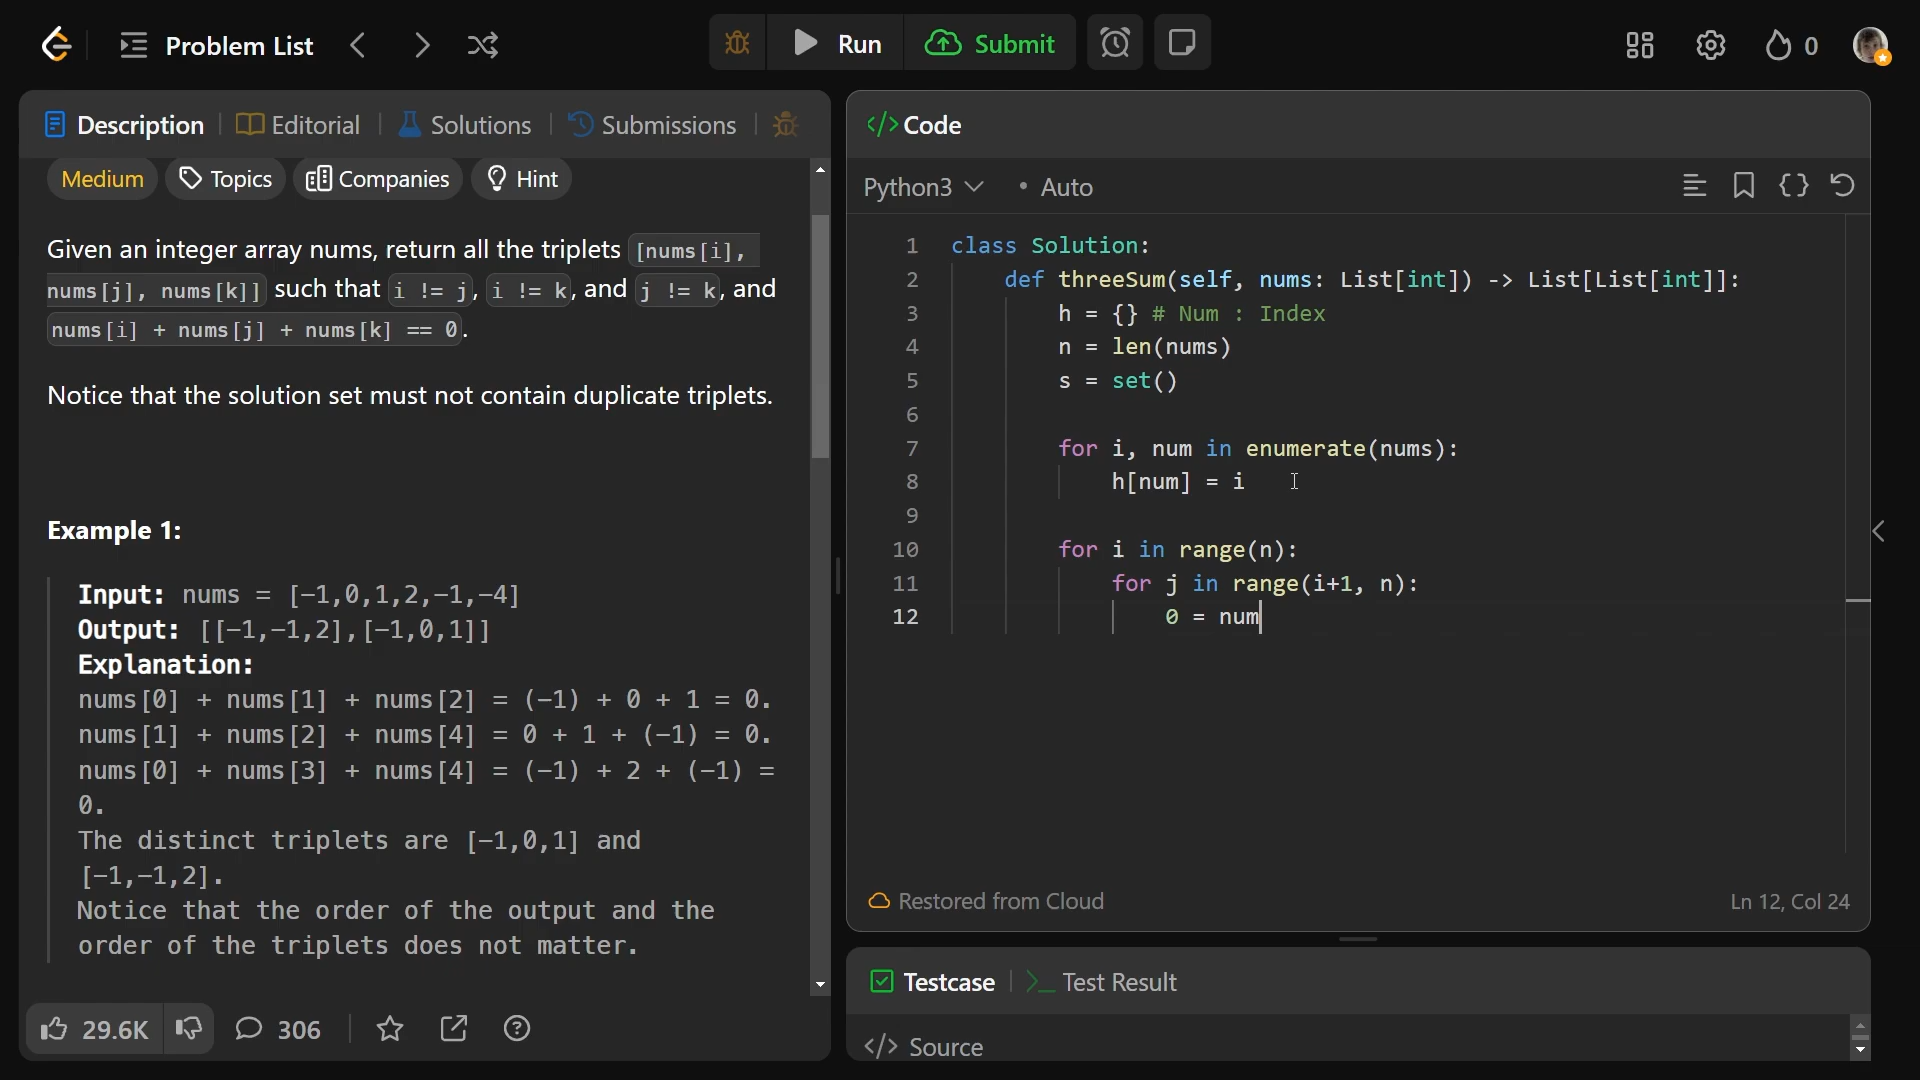 Problem List
Run
Submit
0
Description
Editorial
Solutions
Submissions
Medium
Topics
Companies
Hint
Given an integer array nums, return all the triplets [nums[i],
nums[j], nums[k]] such that i != j, i != k, and j != k, and
nums[i] + nums[j] + nums[k] == 0.
Notice that the solution set must not contain duplicate triplets.
Example 1:
Input: nums = [-1,0,1,2,-1,-4]
Output: [[-1,-1,2],[-1,0,1]]
Explanation:
nums[0] + nums[1] + nums[2] = (-1) + 0 + 1 = 0.
nums[1] + nums[2] + nums[4] = 0 + 1 + (-1) = 0.
nums[0] + nums[3] + nums[4] = (-1) + 2 + (-1) =
0.
The distinct triplets are [-1,0,1] and
[-1,-1,2].
Notice that the order of the output and the
order of the triplets does not matter.
29.6K
306
</> Code
Python3
• Auto
1 class Solution:
2 def threeSum(self, nums: List[int]) -> List[List[int]]:
3 h = {} # Num : Index
4 n = len(nums)
5 s = set()
6
7 for i, num in enumerate(nums):
8 h[num] = i
9
10 for i in range(n):
11 for j in range(i+1, n):
12 0 = num
Restored from Cloud
Ln 12, Col 24
Testcase
>_ Test Result
</> Source